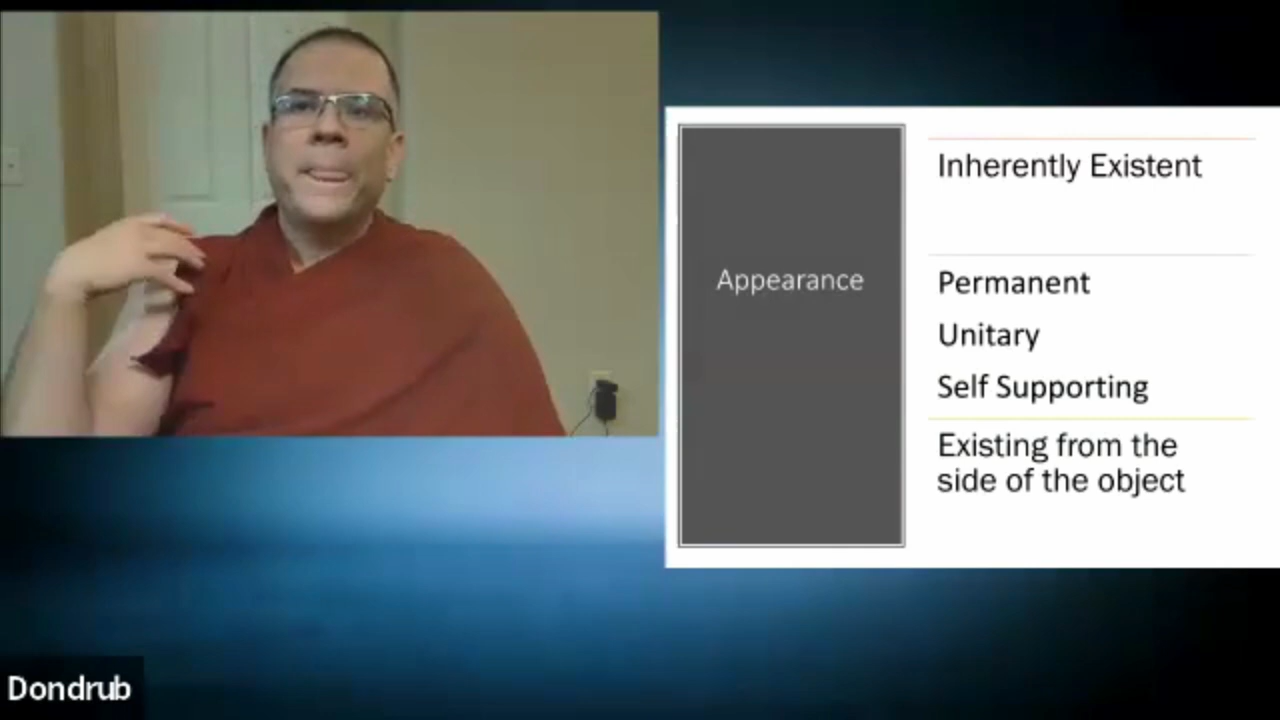 Appearance
Inherently Existent
Permanent
Unitary
Self Supporting
Existing from the
side of the object
Dondrub